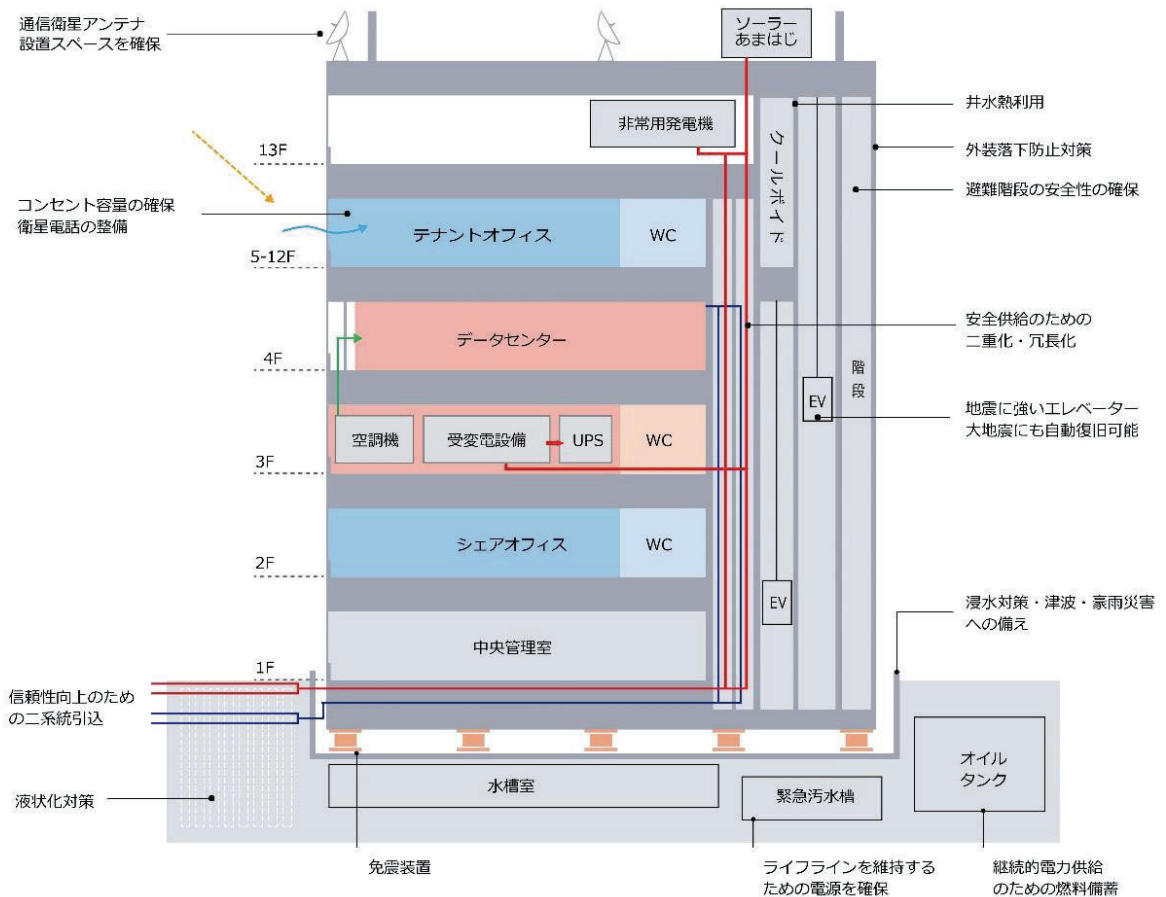 通信衛星アンテナ
設置スペースを確保
ソーラー
あまはじ
井水熱利用
非常用発電機
クールボイド
13F
外装落下防止対策
避難階段の安全性の確保
コンセント容量の確保
衛星電話の整備
テナントオフィス
WC
5-12F
安全供給のための
二重化・冗長化
データセンター
4F
階段
EV
地震に強いエレベーター
大地震にも自動復旧可能
空調機
受変電設備
UPS
WC
3F
シェアオフィス
WC
2F
EV
浸水対策・津波・豪雨災害
への備え
中央管理室
1F
信頼性向上のため
の二系統引込
オイル
タンク
水槽室
緊急汚水槽
液状化対策
免震装置
ライフラインを維持する
ための電源を確保
継続的電力供給
のための燃料備蓄